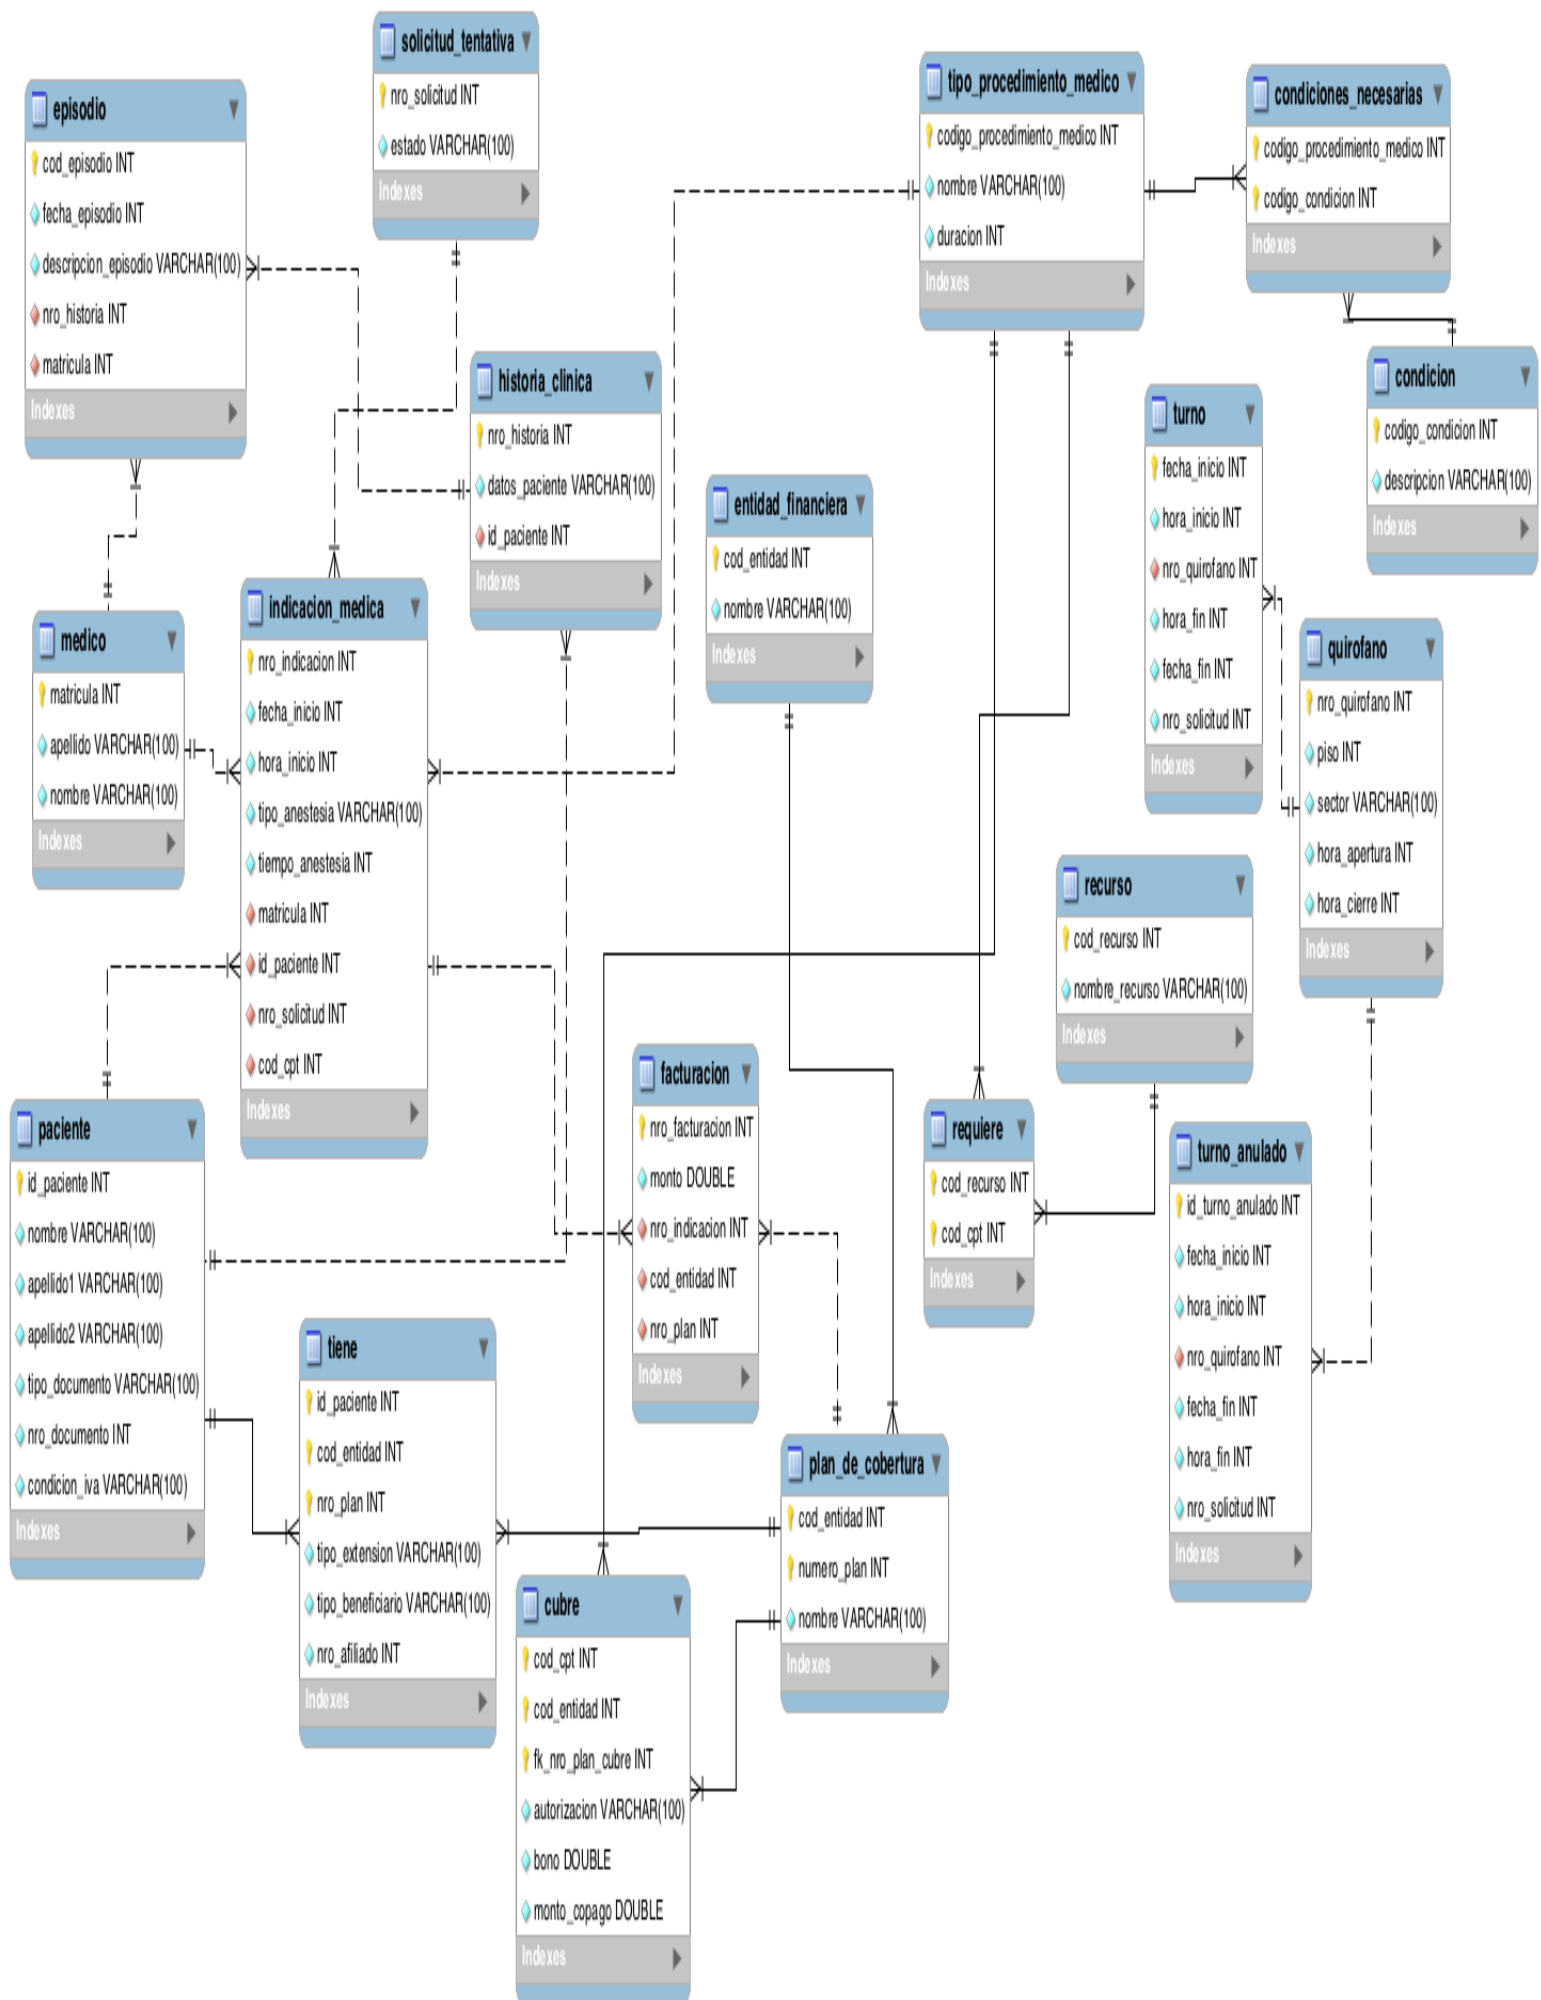 solicitud_tentativa
nro_solicitud INT
estado VARCHAR(100)
Indexes
episodio
cod_episodio INT
fecha_episodio INT
descripcion_episodio VARCHAR(100)
nro_historia INT
matricula INT
Indexes
tipo_procedimiento_medico
codigo_procedimiento_medico INT
nombre VARCHAR(100)
duracion INT
Indexes
condiciones_necesarias
codigo_procedimiento_medico INT
codigo_condicion INT
Indexes
historia_clinica
nro_historia INT
datos_paciente VARCHAR(100)
id_paciente INT
Indexes
condicion
codigo_condicion INT
descripcion VARCHAR(100)
Indexes
turno
fecha_inicio INT
hora_inicio INT
nro_quirofano INT
hora_fin INT
fecha_fin INT
nro_solicitud INT
Indexes
entidad_financiera
cod_entidad INT
nombre VARCHAR(100)
Indexes
indicacion_medica
nro_indicacion INT
fecha_inicio INT
hora_inicio INT
tipo_anestesia VARCHAR(100)
tiempo_anestesia INT
matricula INT
id_paciente INT
nro_solicitud INT
cod_cpt INT
Indexes
medico
matricula INT
apellido VARCHAR(100)
nombre VARCHAR(100)
Indexes
quirofano
nro_quirofano INT
piso INT
sector VARCHAR(100)
hora_apertura INT
hora_cierre INT
Indexes
recurso
cod_recurso INT
nombre_recurso VARCHAR(100)
Indexes
facturacion
nro_facturacion INT
monto DOUBLE
nro_indicacion INT
cod_entidad INT
nro_plan INT
Indexes
requiere
cod_recurso INT
cod_cpt INT
Indexes
paciente
id_paciente INT
nombre VARCHAR(100)
apellido1 VARCHAR(100)
apellido2 VARCHAR(100)
tipo_documento VARCHAR(100)
nro_documento INT
condicion_iva VARCHAR(100)
Indexes
turno_anulado
id_turno_anulado INT
fecha_inicio INT
hora_inicio INT
nro_quirofano INT
fecha_fin INT
hora_fin INT
nro_solicitud INT
Indexes
tiene
id_paciente INT
cod_entidad INT
nro_plan INT
tipo_extension VARCHAR(100)
tipo_beneficiario VARCHAR(100)
nro_afiliado INT
Indexes
plan_de_cobertura
cod_entidad INT
numero_plan INT
nombre VARCHAR(100)
Indexes
cubre
cod_cpt INT
cod_entidad INT
fk_nro_plan_cubre INT
autorizacion VARCHAR(100)
bono DOUBLE
monto_copago DOUBLE
Indexes